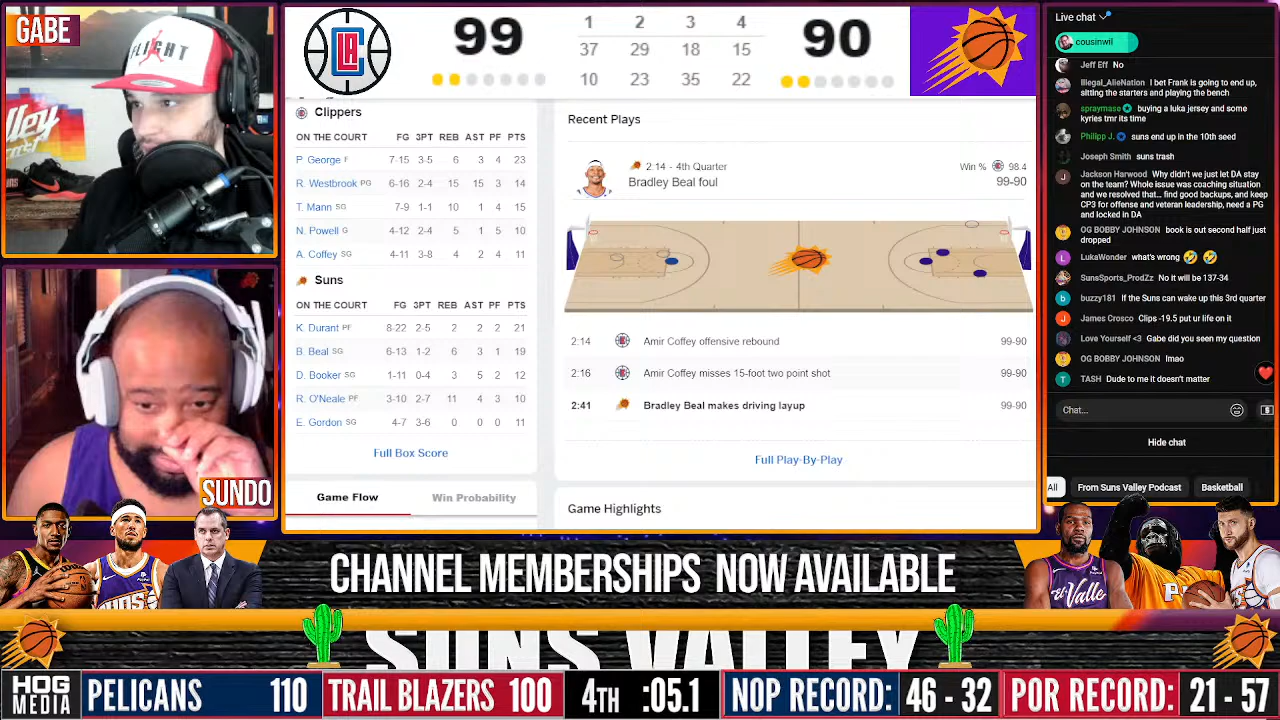 GABE
FLIGHT
SUNDO
LA
99
1 2 3 4
37 29 18 15
10 23 35 22
90
Clippers
ON THE COURT FG 3PT REB AST PF PTS
P. George F 7-15 3-5 6 3 4 23
R. Westbrook PG 6-16 2-4 15 15 3 14
T. Mann SG 7-9 1-1 10 1 4 15
N. Powell G 4-12 2-4 5 1 5 10
A. Coffey SG 4-11 3-8 4 2 4 11
Suns
ON THE COURT FG 3PT REB AST PF PTS
K. Durant PF 8-22 2-5 2 2 2 21
B. Beal SG 6-13 1-2 6 3 1 19
D. Booker SG 1-11 0-4 3 5 2 12
R. O'Neale PF 3-10 2-7 11 4 3 10
E. Gordon SG 4-7 3-6 0 0 0 11
Full Box Score
Game Flow Win Probability
Recent Plays
2:14 - 4th Quarter
Bradley Beal foul
Win % 98.4
99-90
2:14 Amir Coffey offensive rebound 99-90
2:16 Amir Coffey misses 15-foot two point shot 99-90
2:41 Bradley Beal makes driving layup 99-90
Full Play-By-Play
Game Highlights
Live chat
cousinwil
Jeff Eff No
Illegal_AlieNation I bet Frank is going to end up,
sitting the starters and playing the bench
spraymase buying a luka jersey and some
kyries tmr its time
Philipp J. suns end up in the 10th seed
Joseph Smith suns trash
Jackson Harwood Why didn't we just let DA stay
on the team? Whole issue was coaching situation
and we resolved that... find good backups, and keep
CP3 for offense and veteran leadership, need a PG
and locked in DA
OG BOBBY JOHNSON book is out second half just
dropped
LukaWonder what's wrong 🤣 🤣
SunsSports_ProdZz No it will be 137-34
buzzy181 If the Suns can wake up this 3rd quarter
James Crosco Clips -19.5 put ur life on it
Love Yourself <3 Gabe did you seen my question
OG BOBBY JOHNSON lmao
TASH Dude to me it doesn't matter
Chat...
Hide chat
All From Suns Valley Podcast Basketball
CHANNEL MEMBERSHIPS NOW AVAILABLE
SUNS VALLEY
HOG
MEDIA
PELICANS 110 TRAIL BLAZERS 100 4TH :05.1 NOP RECORD: 46 - 32 POR RECORD: 21 - 57